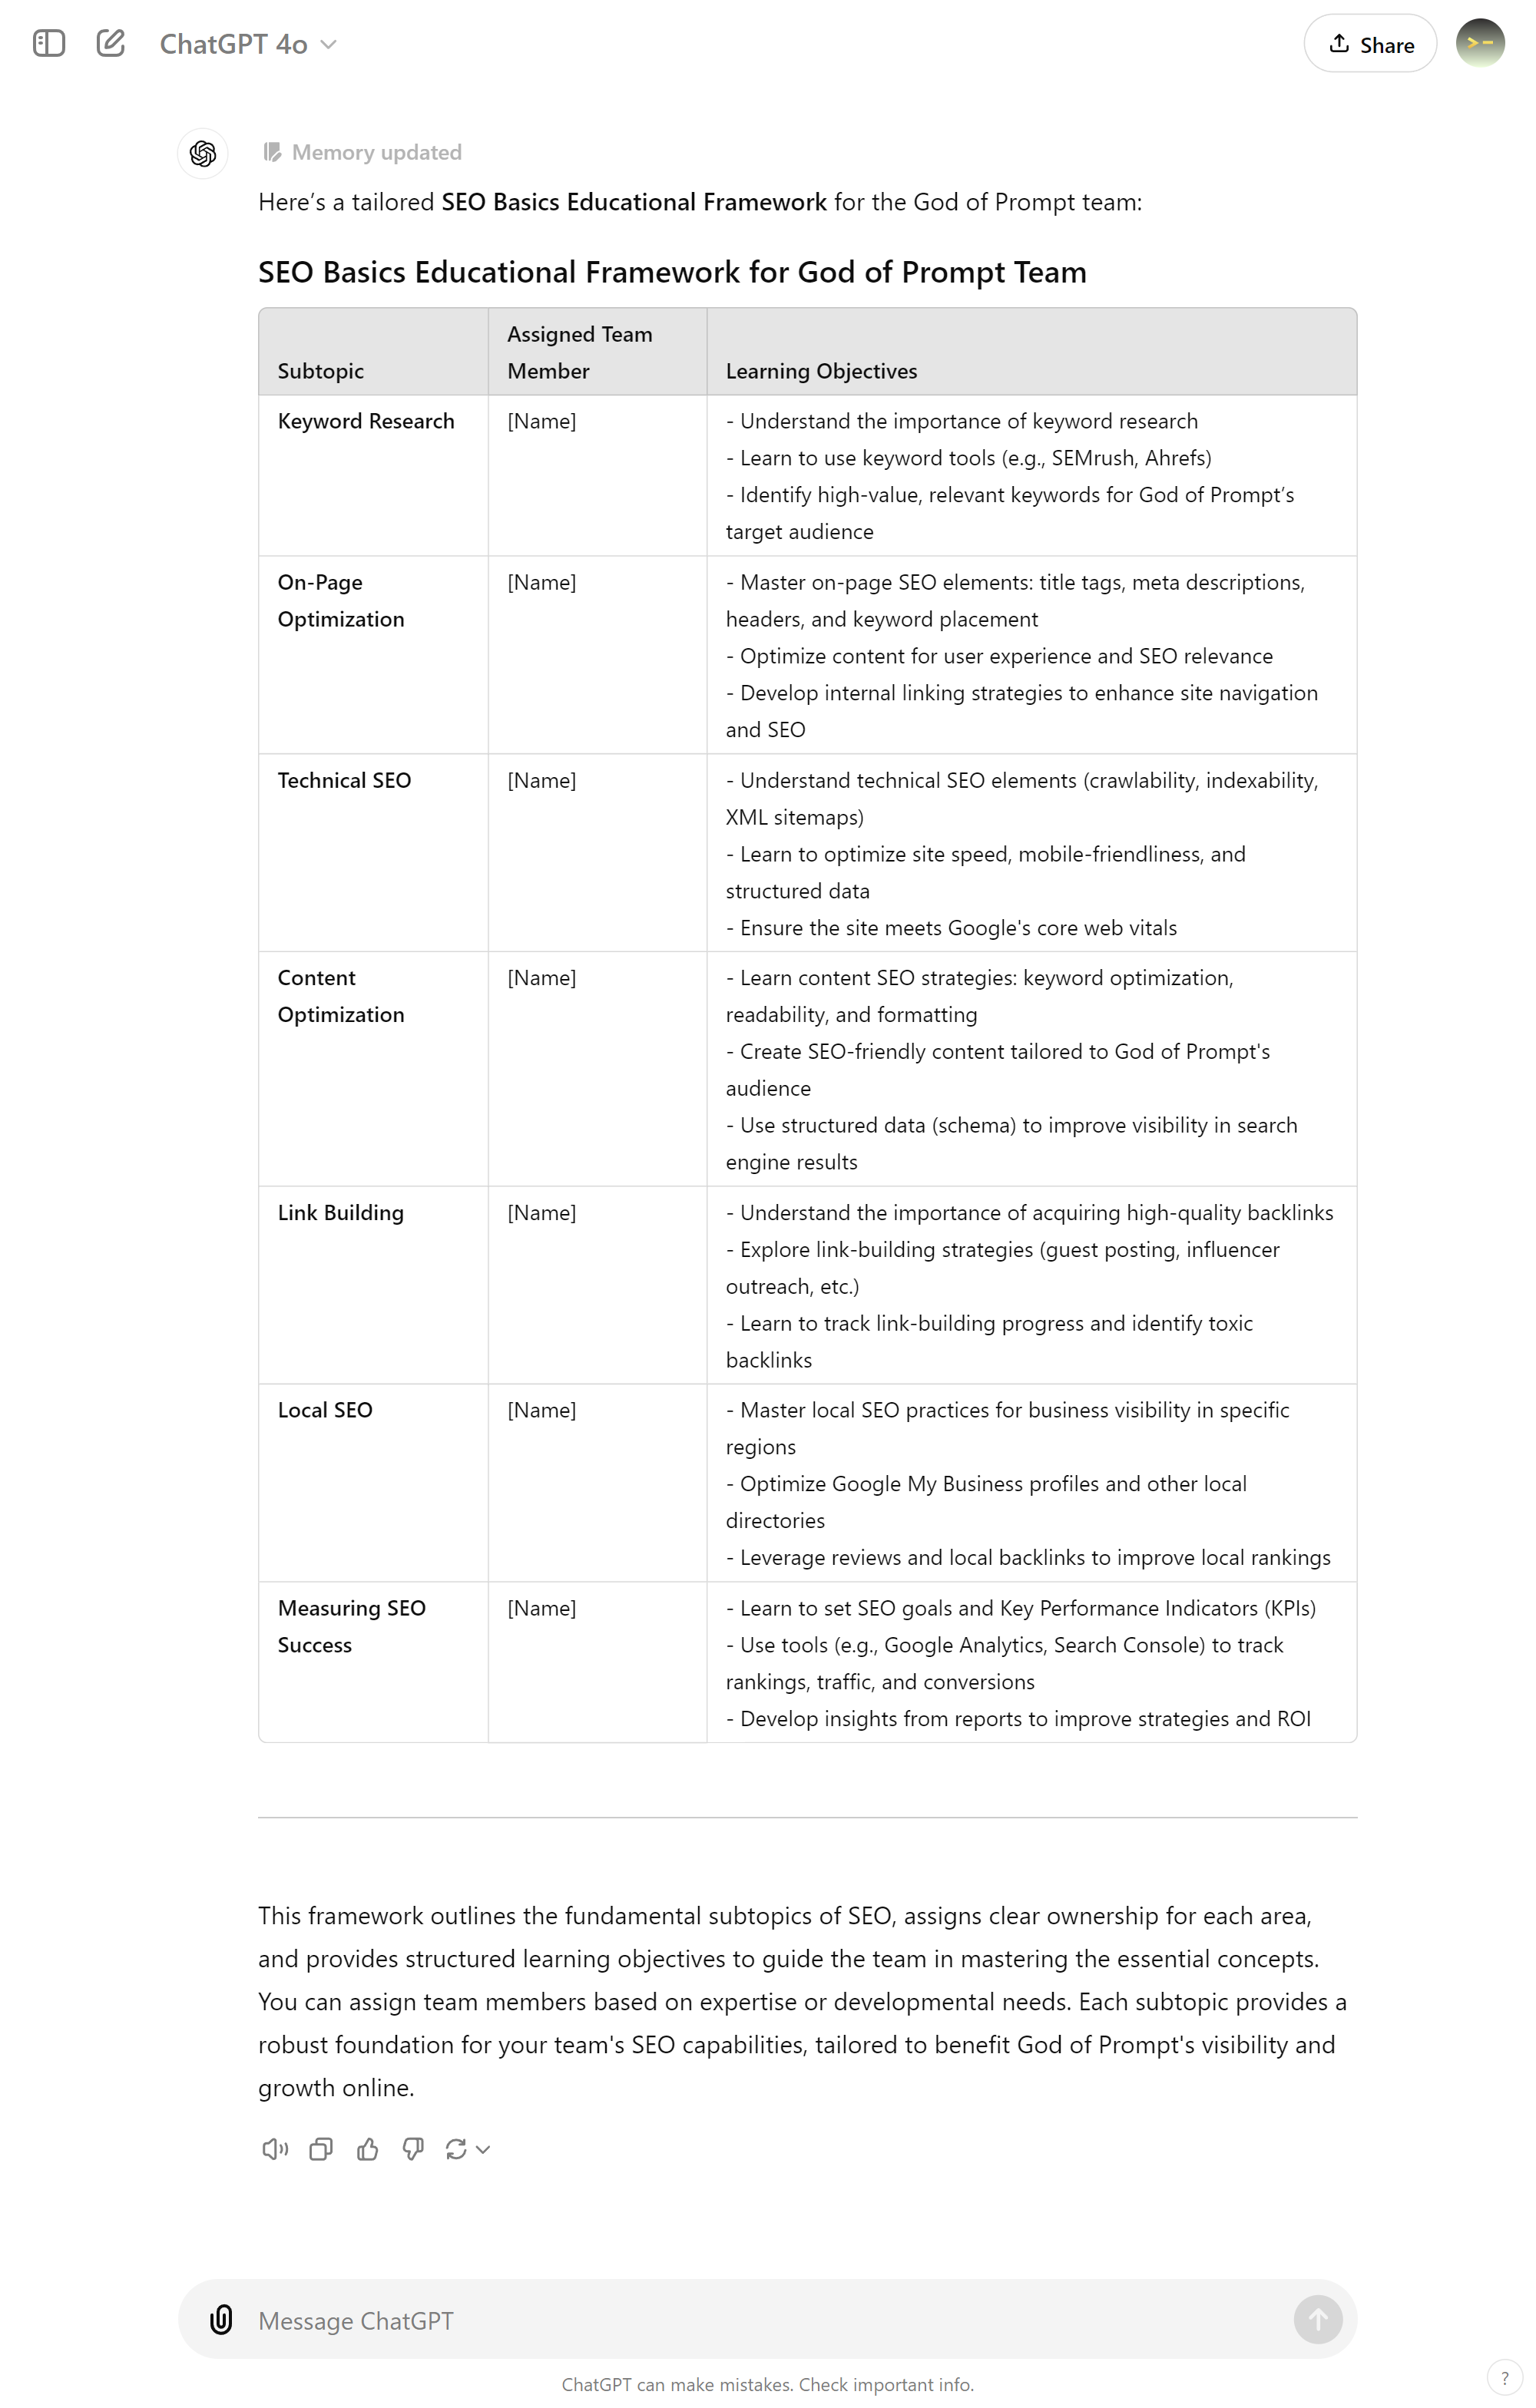 ChatGPT 4o
Share
Memory updated
Here’s a tailored SEO Basics Educational Framework for the God of Prompt team:
SEO Basics Educational Framework for God of Prompt Team
Subtopic
Assigned Team
Member
Learning Objectives
Keyword Research
[Name]
- Understand the importance of keyword research
- Learn to use keyword tools (e.g., SEMrush, Ahrefs)
- Identify high-value, relevant keywords for God of Prompt’s
target audience
On-Page
Optimization
[Name]
- Master on-page SEO elements: title tags, meta descriptions,
headers, and keyword placement
- Optimize content for user experience and SEO relevance
- Develop internal linking strategies to enhance site navigation
and SEO
Technical SEO
[Name]
- Understand technical SEO elements (crawlability, indexability,
XML sitemaps)
- Learn to optimize site speed, mobile-friendliness, and
structured data
- Ensure the site meets Google's core web vitals
Content
Optimization
[Name]
- Learn content SEO strategies: keyword optimization,
readability, and formatting
- Create SEO-friendly content tailored to God of Prompt's
audience
- Use structured data (schema) to improve visibility in search
engine results
Link Building
[Name]
- Understand the importance of acquiring high-quality backlinks
- Explore link-building strategies (guest posting, influencer
outreach, etc.)
- Learn to track link-building progress and identify toxic
backlinks
Local SEO
[Name]
- Master local SEO practices for business visibility in specific
regions
- Optimize Google My Business profiles and other local
directories
- Leverage reviews and local backlinks to improve local rankings
Measuring SEO
Success
[Name]
- Learn to set SEO goals and Key Performance Indicators (KPIs)
- Use tools (e.g., Google Analytics, Search Console) to track
rankings, traffic, and conversions
- Develop insights from reports to improve strategies and ROI
This framework outlines the fundamental subtopics of SEO, assigns clear ownership for each area,
and provides structured learning objectives to guide the team in mastering the essential concepts.
You can assign team members based on expertise or developmental needs. Each subtopic provides a
robust foundation for your team's SEO capabilities, tailored to benefit God of Prompt's visibility and
growth online.
Message ChatGPT
ChatGPT can make mistakes. Check important info.
?